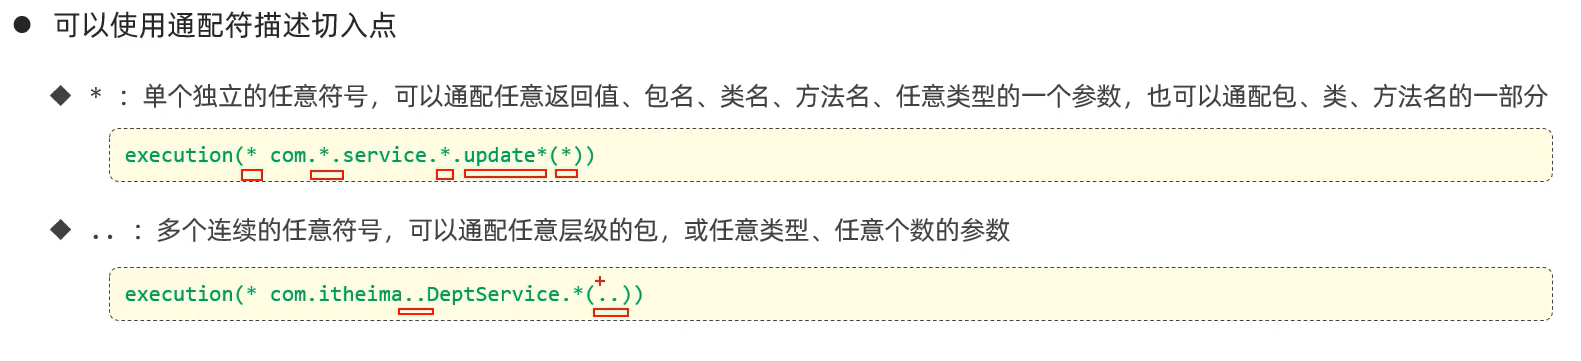 ● 可以使用通配符描述切入点
◆ * ：单个独立的任意符号，可以通配任意返回值、包名、类名、方法名、任意类型的一个参数，也可以通配包、类、方法名的一部分
execution(* com.*.service.*.update*(*))
◆ .. ：多个连续的任意符号，可以通配任意层级的包，或任意类型、任意个数的参数
execution(* com.itheima..DeptService.*(..))